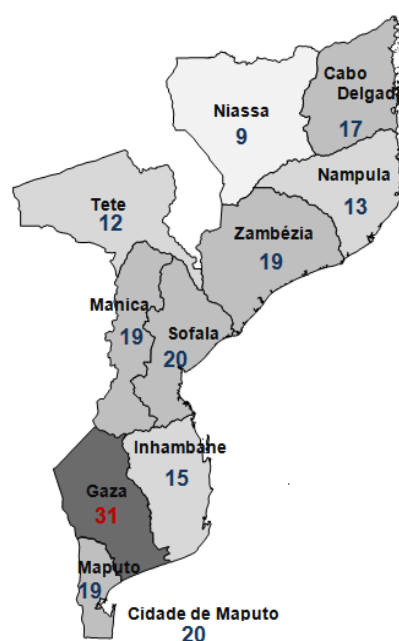 Cabo
Delgad
17
Niassa
9
Nampula
13
Tete
12
Zambézia
19
Manica
19
Sofala
20
Inhambane
15
Gaza
31
Maputo
19
Cidade de Maputo
20